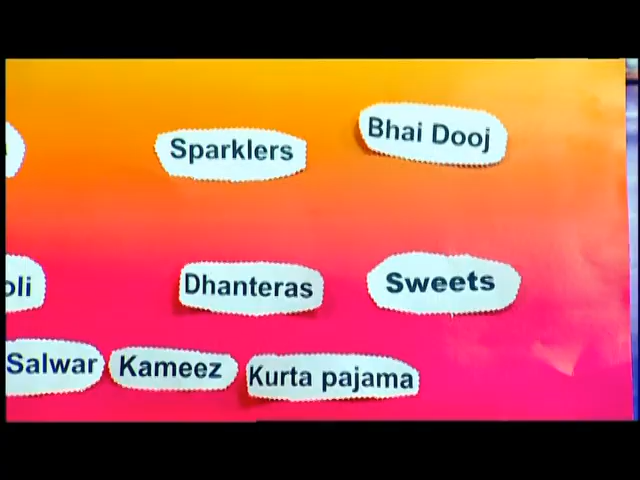 Sparklers
Bhai Dooj
Dhanteras
Sweets
Salwar Kameez Kurta pajama